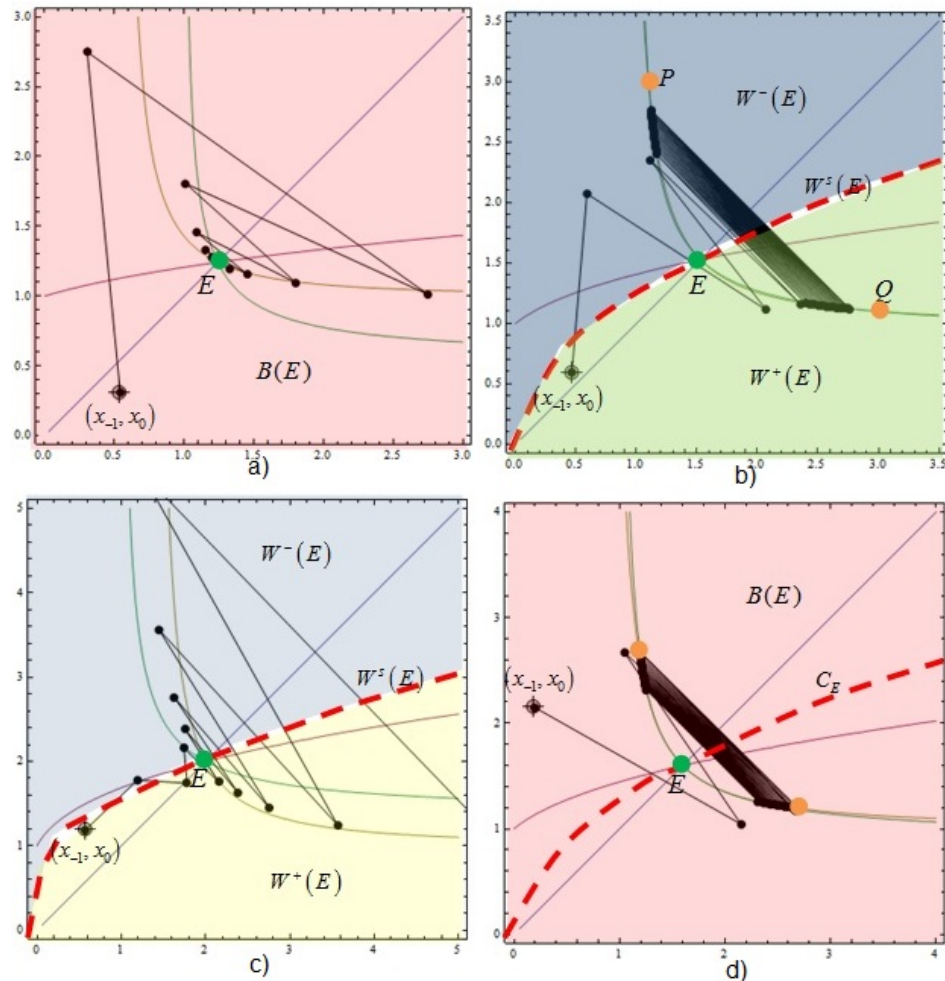 3.0
2.5
2.0
1.5
1.0
0.5
0.0
0.0 0.5 1.0 1.5 2.0 2.5 3.0
E
B(E)
(x₋₁, x₀)
a)
3.5
3.0
2.5
2.0
1.5
1.0
0.5
0.0
0.0 0.5 1.0 1.5 2.0 2.5 3.0 3.5
P
W⁻(E)
Wˢ(E)
E
Q
W⁺(E)
(x₋₁, x₀)
b)
5
4
3
2
1
0
0 1 2 3 4 5
W⁻(E)
Wˢ(E)
E
(x₋₁, x₀)
W⁺(E)
c)
4
3
2
1
0
0 1 2 3 4
B(E)
(x₋₁, x₀)
C_E
E
d)